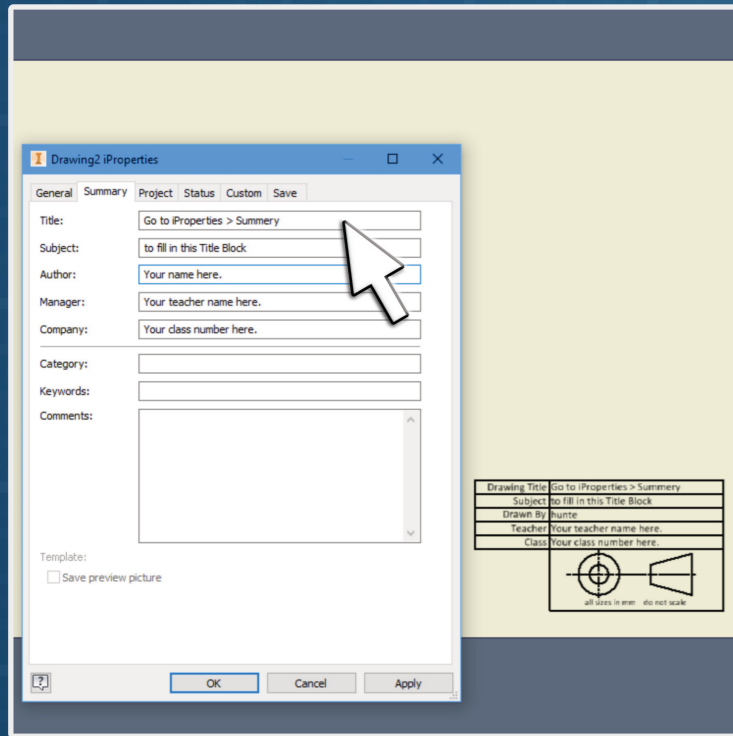 Drawing2 iProperties
General Summary Project Status Custom Save
Title: Go to iProperties > Summery
Subject: to fill in this Title Block
Author: Your name here.
Manager: Your teacher name here.
Company: Your class number here.
Category:
Keywords:
Comments:
Template:
Save preview picture
OK Cancel Apply
Drawing Title Go to iProperties > Summery
Subject to fill in this Title Block
Drawn By hunte
Teacher Your teacher name here.
Class Your class number here.
all sizes in mm do not scale